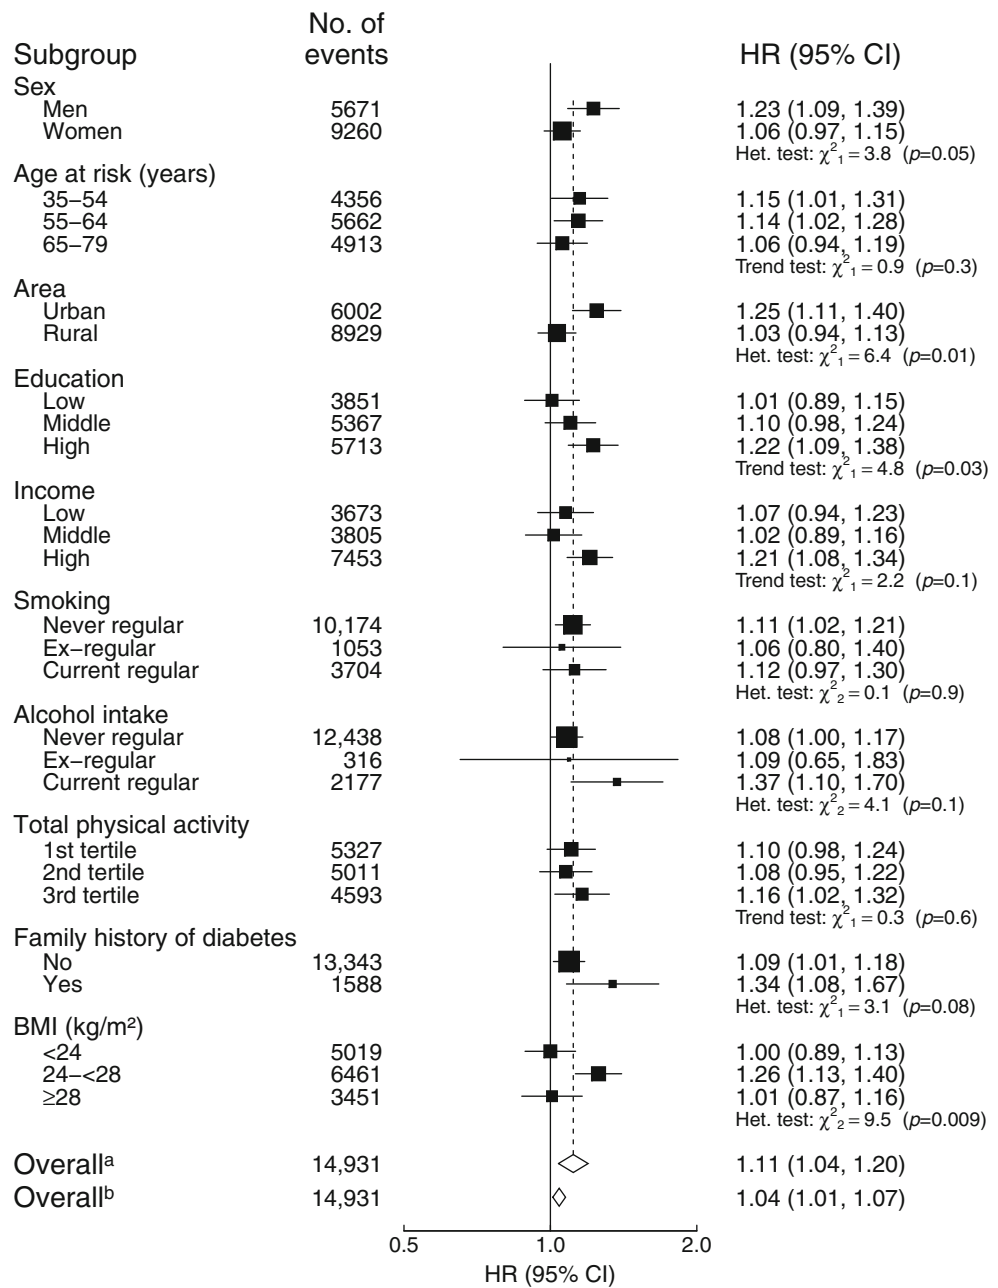 Subgroup No. of events HR (95% CI)
Sex
Men 5671 1.23 (1.09, 1.39)
Women 9260 1.06 (0.97, 1.15)
Het. test: χ²₁ = 3.8 (p=0.05)
Age at risk (years)
35–54 4356 1.15 (1.01, 1.31)
55–64 5662 1.14 (1.02, 1.28)
65–79 4913 1.06 (0.94, 1.19)
Trend test: χ²₁ = 0.9 (p=0.3)
Area
Urban 6002 1.25 (1.11, 1.40)
Rural 8929 1.03 (0.94, 1.13)
Het. test: χ²₁ = 6.4 (p=0.01)
Education
Low 3851 1.01 (0.89, 1.15)
Middle 5367 1.10 (0.98, 1.24)
High 5713 1.22 (1.09, 1.38)
Trend test: χ²₁ = 4.8 (p=0.03)
Income
Low 3673 1.07 (0.94, 1.23)
Middle 3805 1.02 (0.89, 1.16)
High 7453 1.21 (1.08, 1.34)
Trend test: χ²₁ = 2.2 (p=0.1)
Smoking
Never regular 10,174 1.11 (1.02, 1.21)
Ex–regular 1053 1.06 (0.80, 1.40)
Current regular 3704 1.12 (0.97, 1.30)
Het. test: χ²₂ = 0.1 (p=0.9)
Alcohol intake
Never regular 12,438 1.08 (1.00, 1.17)
Ex–regular 316 1.09 (0.65, 1.83)
Current regular 2177 1.37 (1.10, 1.70)
Het. test: χ²₂ = 4.1 (p=0.1)
Total physical activity
1st tertile 5327 1.10 (0.98, 1.24)
2nd tertile 5011 1.08 (0.95, 1.22)
3rd tertile 4593 1.16 (1.02, 1.32)
Trend test: χ²₁ = 0.3 (p=0.6)
Family history of diabetes
No 13,343 1.09 (1.01, 1.18)
Yes 1588 1.34 (1.08, 1.67)
Het. test: χ²₁ = 3.1 (p=0.08)
BMI (kg/m²)
<24 5019 1.00 (0.89, 1.13)
24–<28 6461 1.26 (1.13, 1.40)
≥28 3451 1.01 (0.87, 1.16)
Het. test: χ²₂ = 9.5 (p=0.009)
Overallᵃ 14,931 1.11 (1.04, 1.20)
Overallᵇ 14,931 1.04 (1.01, 1.07)
0.5 1.0 2.0
HR (95% CI)